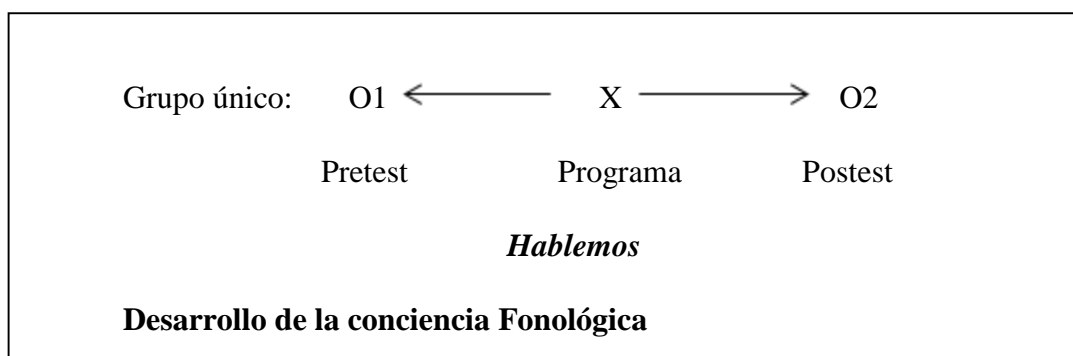 Grupo único: O1 X O2
Pretest Programa Postest
Hablemos
Desarrollo de la conciencia Fonológica